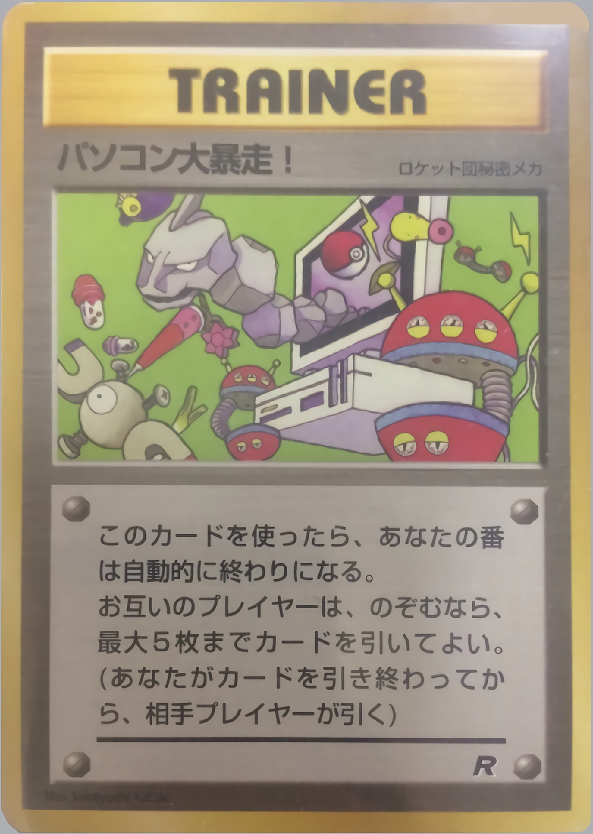 TRAINER
パソコン大暴走！
ロケット団秘密メカ
このカードを使ったら、あなたの番
は自動的に終わりになる。
お互いのプレイヤーは、のぞむなら、
最大５枚までカードを引いてよい。
(あなたがカードを引き終わってか
ら、相手プレイヤーが引く)
R